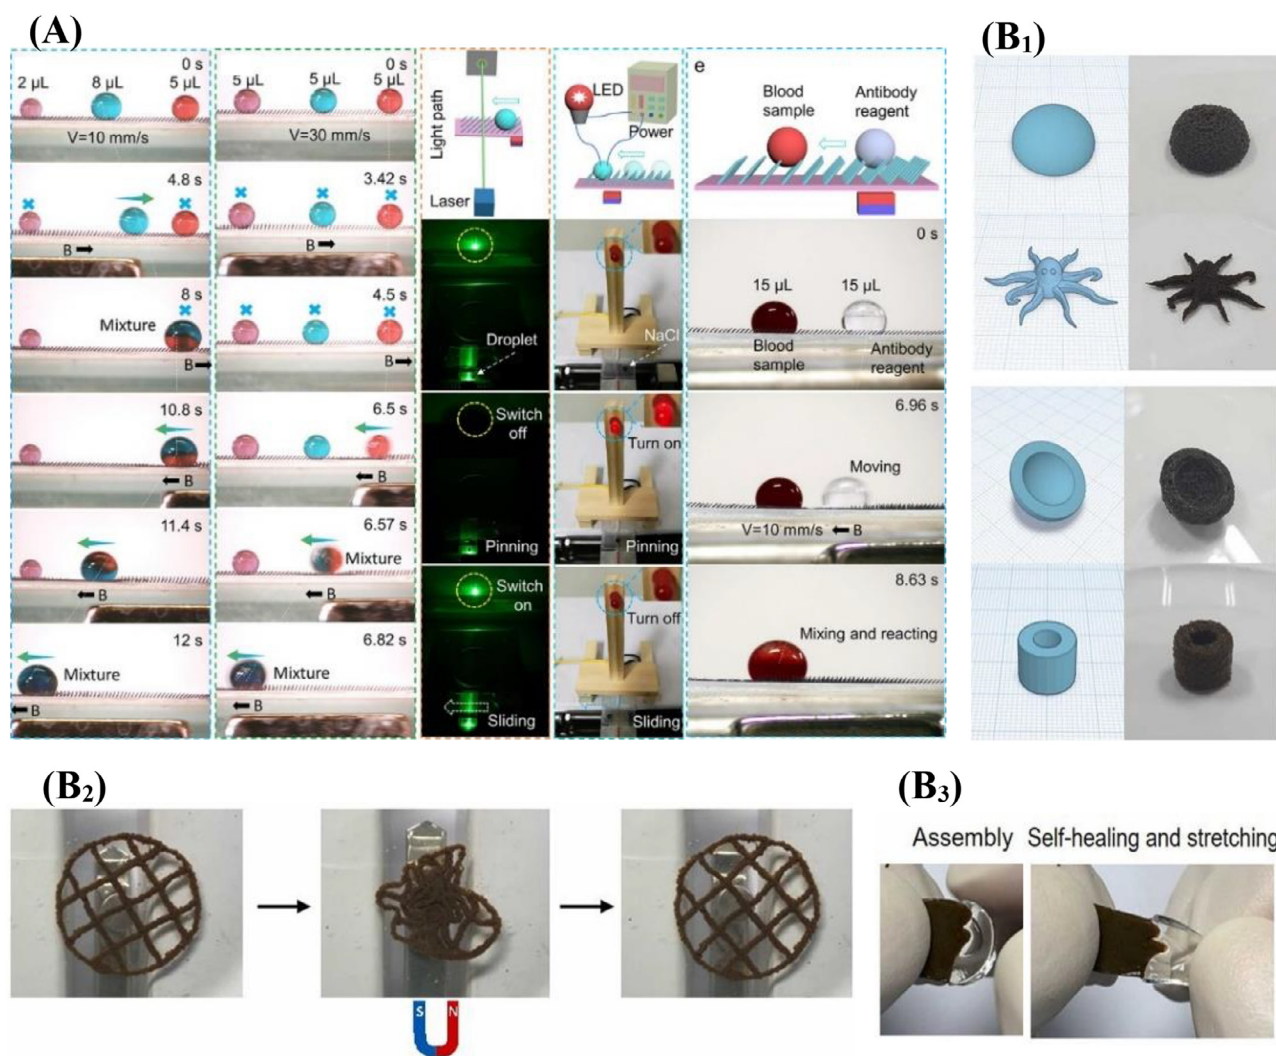 (A)
0 s
2 µL 8 µL 5 µL
V=10 mm/s
4.8 s
B
8 s
Mixture
B
10.8 s
B
11.4 s
B
12 s
Mixture
B
0 s
5 µL 5 µL 5 µL
V=30 mm/s
3.42 s
B
4.5 s
B
6.5 s
B
6.57 s
Mixture
B
6.82 s
Mixture
B
Light path
Laser
Droplet
Switch
off
Pinning
Switch
on
Sliding
LED
Power
NaCl
Turn on
Pinning
Turn off
Sliding
e
Blood
sample
Antibody
reagent
0 s
15 µL 15 µL
Blood
sample
Antibody
reagent
6.96 s
Moving
V=10 mm/s B
8.63 s
Mixing and reacting
(B1)
(B2)
S N
(B3)
Assembly Self-healing and stretching